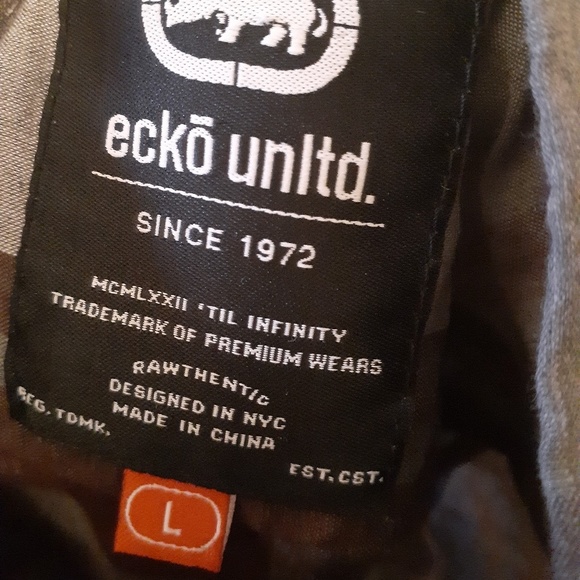 eckō unltd.
SINCE 1972
MCMLXXII 'TIL INFINITY
TRADEMARK OF PREMIUM WEARS
RAWTHENTIC
DESIGNED IN NYC
MADE IN CHINA
REG. TDMK.
EST. CST.
L